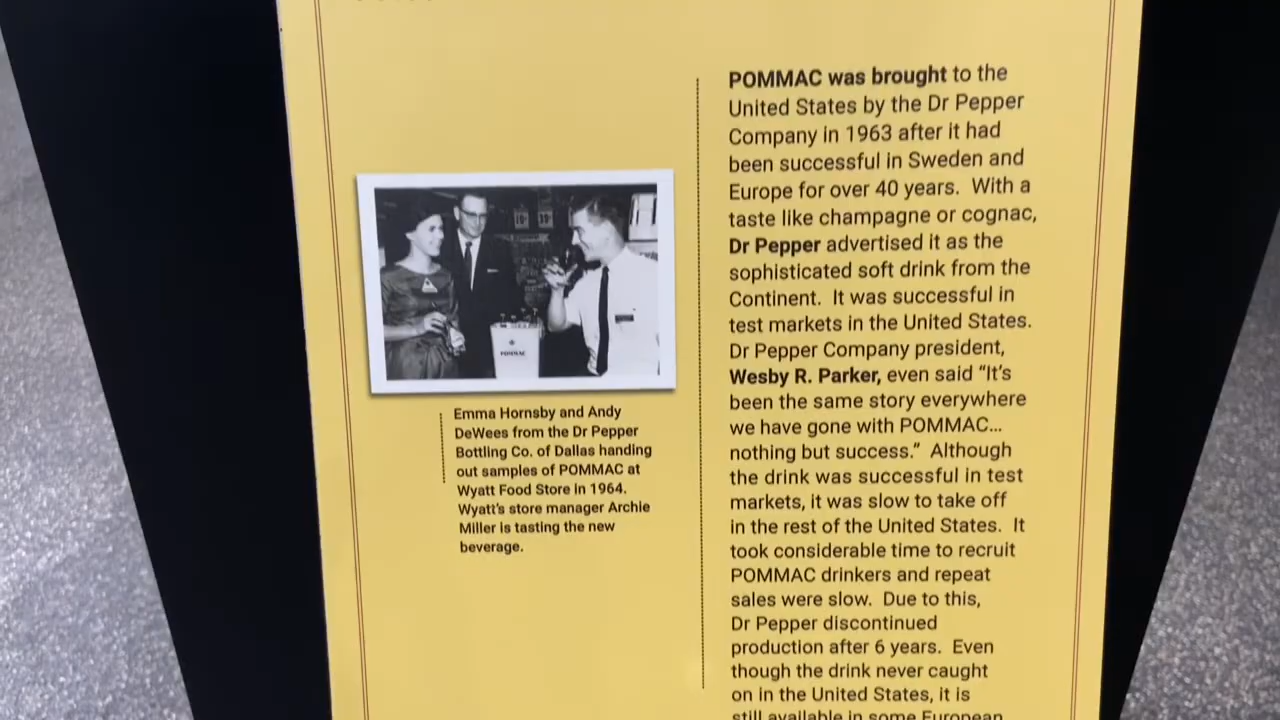 POMMAC
Emma Hornsby and Andy
DeWees from the Dr Pepper
Bottling Co. of Dallas handing
out samples of POMMAC at
Wyatt Food Store in 1964.
Wyatt's store manager Archie
Miller is tasting the new
beverage.
POMMAC was brought to the
United States by the Dr Pepper
Company in 1963 after it had
been successful in Sweden and
Europe for over 40 years.  With a
taste like champagne or cognac,
Dr Pepper advertised it as the
sophisticated soft drink from the
Continent.  It was successful in
test markets in the United States.
Dr Pepper Company president,
Wesby R. Parker, even said “It's
been the same story everywhere
we have gone with POMMAC...
nothing but success.”  Although
the drink was successful in test
markets, it was slow to take off
in the rest of the United States.  It
took considerable time to recruit
POMMAC drinkers and repeat
sales were slow.  Due to this,
Dr Pepper discontinued
production after 6 years.  Even
though the drink never caught
on in the United States, it is
still available in some European